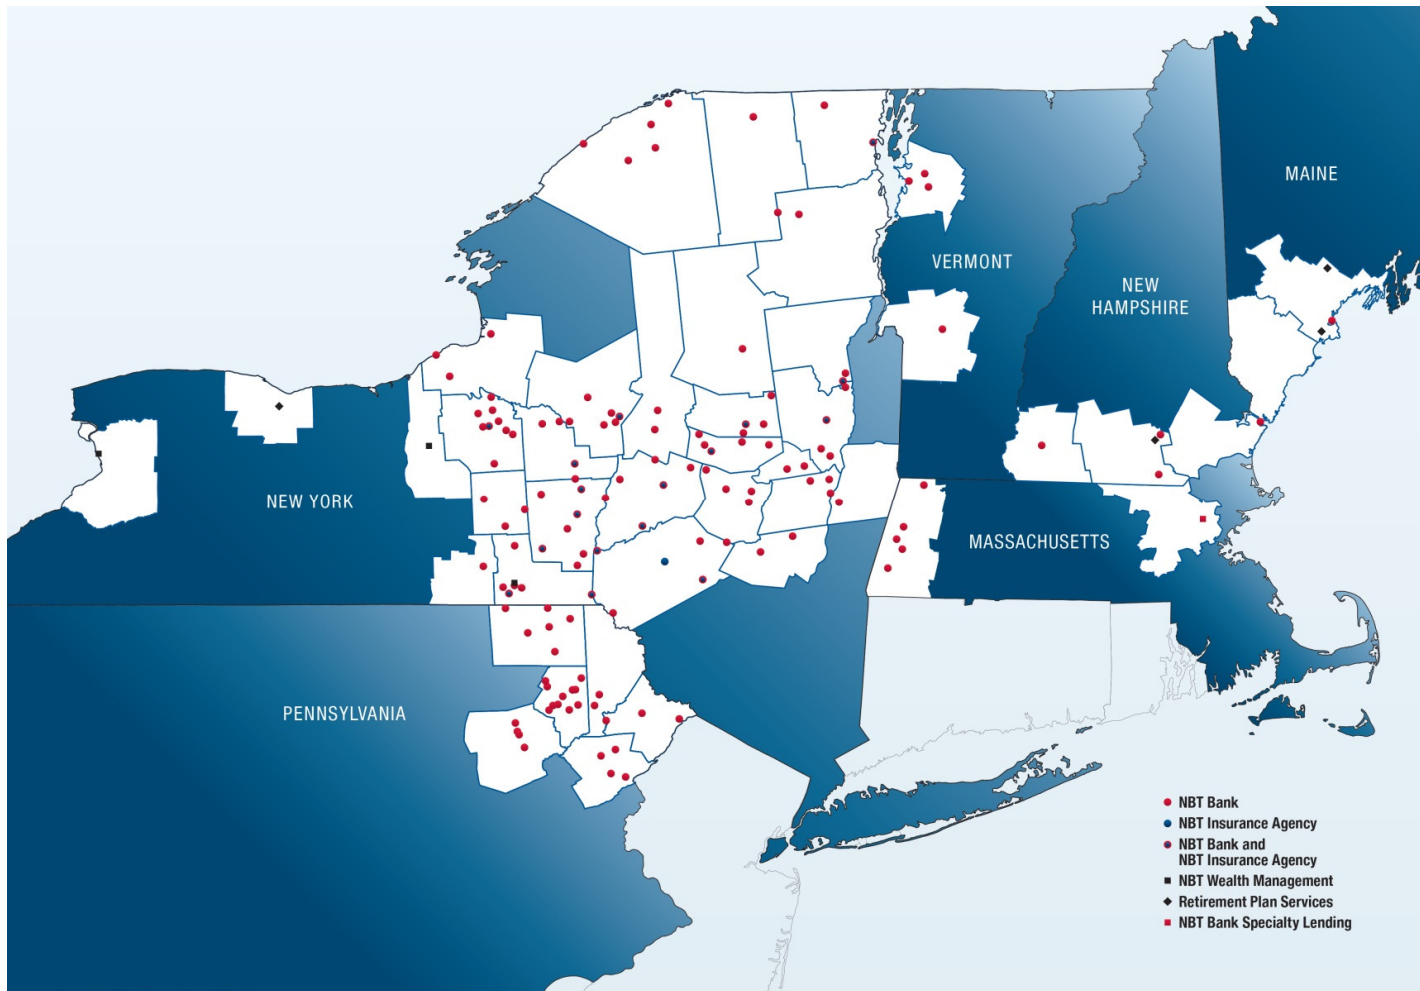 MAINE
VERMONT
NEW
HAMPSHIRE
NEW YORK
MASSACHUSETTS
PENNSYLVANIA
NBT Bank
NBT Insurance Agency
NBT Bank and
NBT Insurance Agency
NBT Wealth Management
Retirement Plan Services
NBT Bank Specialty Lending